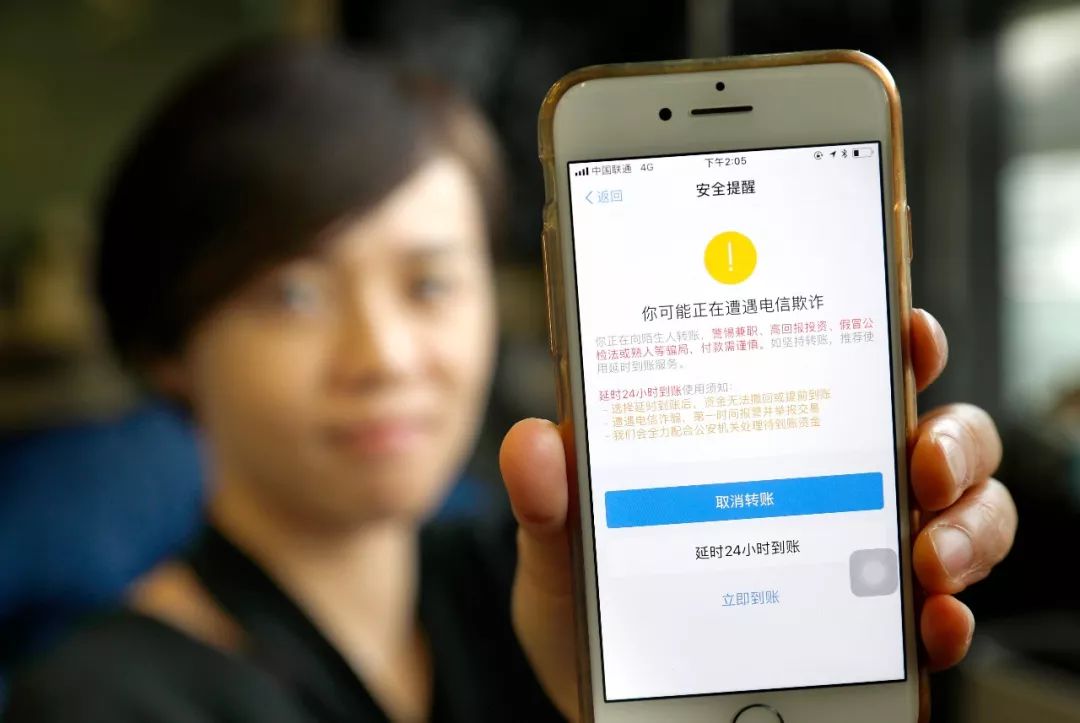 中国联通 4G 下午2:05
返回 安全提醒
你可能正在遭遇电信欺诈
你正在向陌生人转账，警惕兼职、高回报投资、假冒公
检法或熟人等骗局、付款需谨慎。如坚持转账，推荐使
用延时到账服务。
延时24小时到账使用须知：
- 选择延时到账后，资金无法撤回或提前到账
- 遭遇电信诈骗，第一时间报警并举报交易
- 我们会全力配合公安机关处理待到账资金
取消转账
延时24小时到账
立即到账